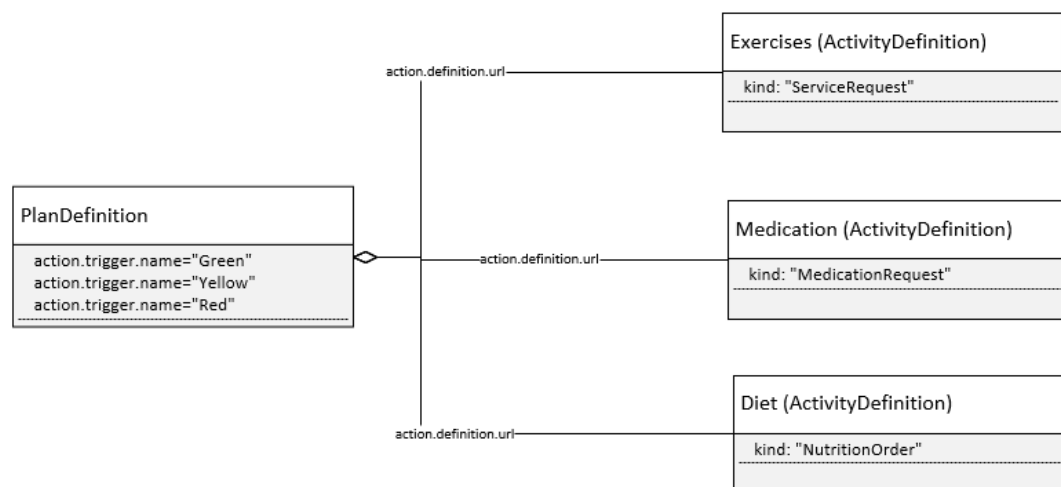 Exercises (ActivityDefinition)
action.definition.url
kind: "ServiceRequest"
PlanDefinition
action.trigger.name="Green"
action.trigger.name="Yellow"
action.trigger.name="Red"
Medication (ActivityDefinition)
action.definition.url
kind: "MedicationRequest"
Diet (ActivityDefinition)
action.definition.url
kind: "NutritionOrder"